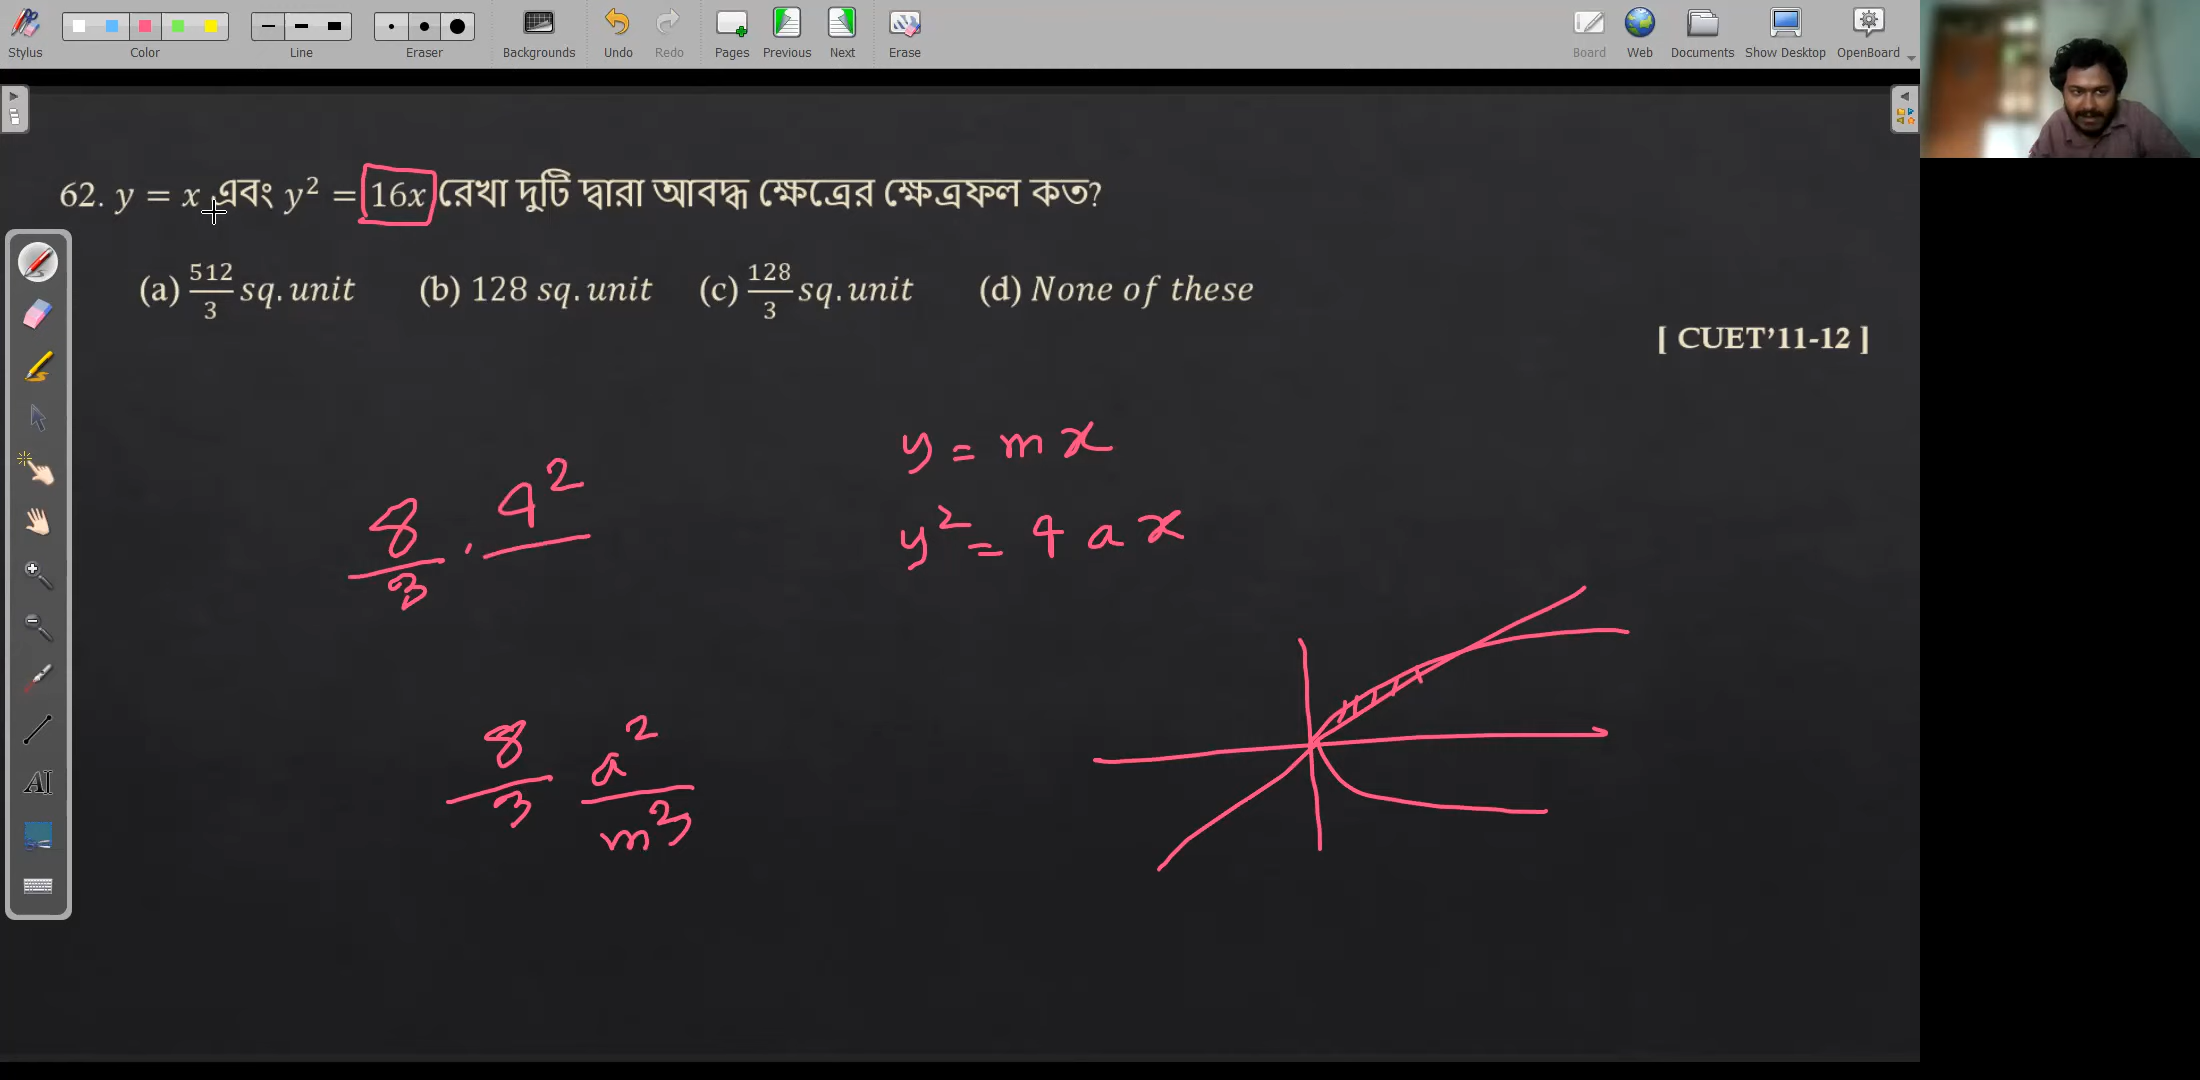 Stylus Color Line Eraser Backgrounds Undo Redo Pages Previous Next Erase Board Web Documents Show Desktop OpenBoard
62. y = x এবং y² = 16x রেখা দুটি দ্বারা আবদ্ধ ক্ষেত্রের ক্ষেত্রফল কত?
(a) 512/3 sq. unit (b) 128 sq. unit (c) 128/3 sq. unit (d) None of these
[ CUET’11-12 ]
y = mx
8/3 · 4²/
y² = 4ax
8/3 a²/m³
AI